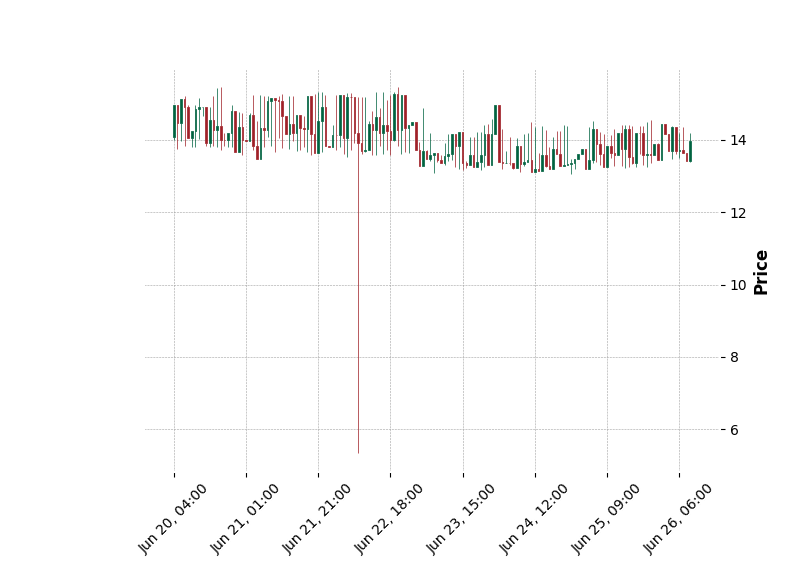 14
12
10
8
6
Price
Jun 20, 04:00
Jun 21, 01:00
Jun 21, 21:00
Jun 22, 18:00
Jun 23, 15:00
Jun 24, 12:00
Jun 25, 09:00
Jun 26, 06:00